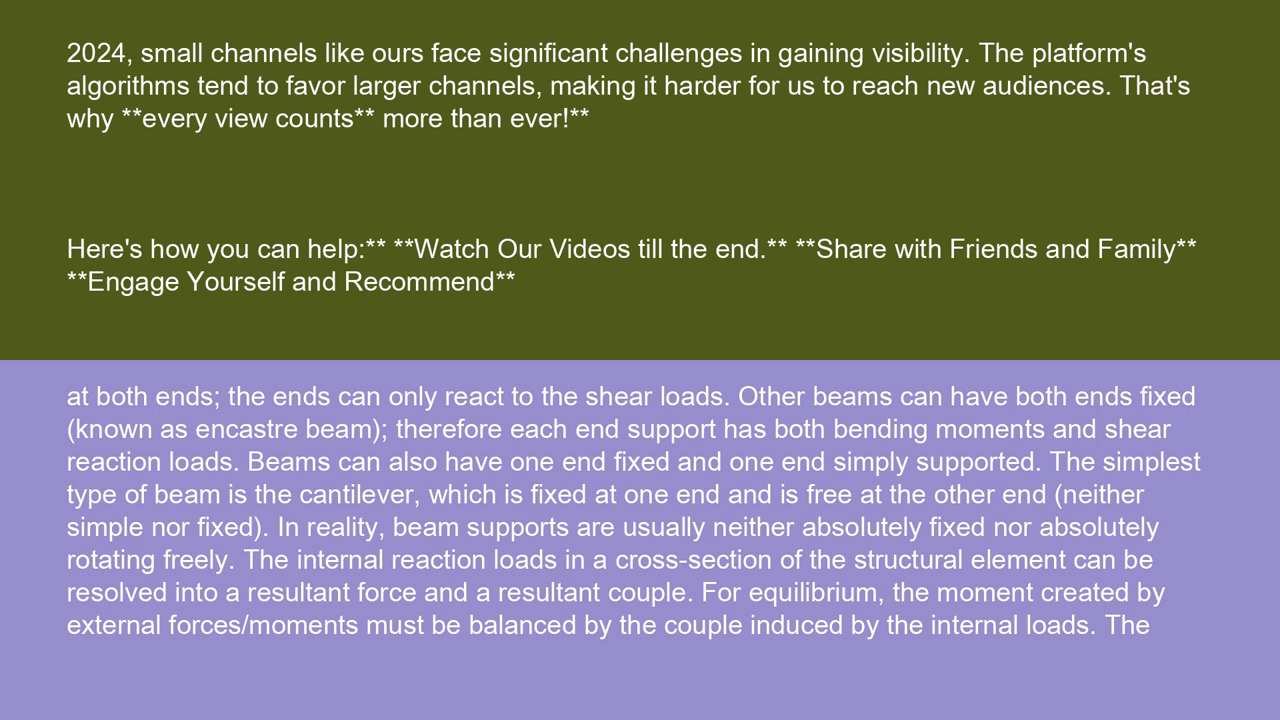 2024, small channels like ours face significant challenges in gaining visibility. The platform's
algorithms tend to favor larger channels, making it harder for us to reach new audiences. That's
why **every view counts** more than ever!**
Here's how you can help:** **Watch Our Videos till the end.** **Share with Friends and Family**
**Engage Yourself and Recommend**
at both ends; the ends can only react to the shear loads. Other beams can have both ends fixed
(known as encastre beam); therefore each end support has both bending moments and shear
reaction loads. Beams can also have one end fixed and one end simply supported. The simplest
type of beam is the cantilever, which is fixed at one end and is free at the other end (neither
simple nor fixed). In reality, beam supports are usually neither absolutely fixed nor absolutely
rotating freely. The internal reaction loads in a cross-section of the structural element can be
resolved into a resultant force and a resultant couple. For equilibrium, the moment created by
external forces/moments must be balanced by the couple induced by the internal loads. The